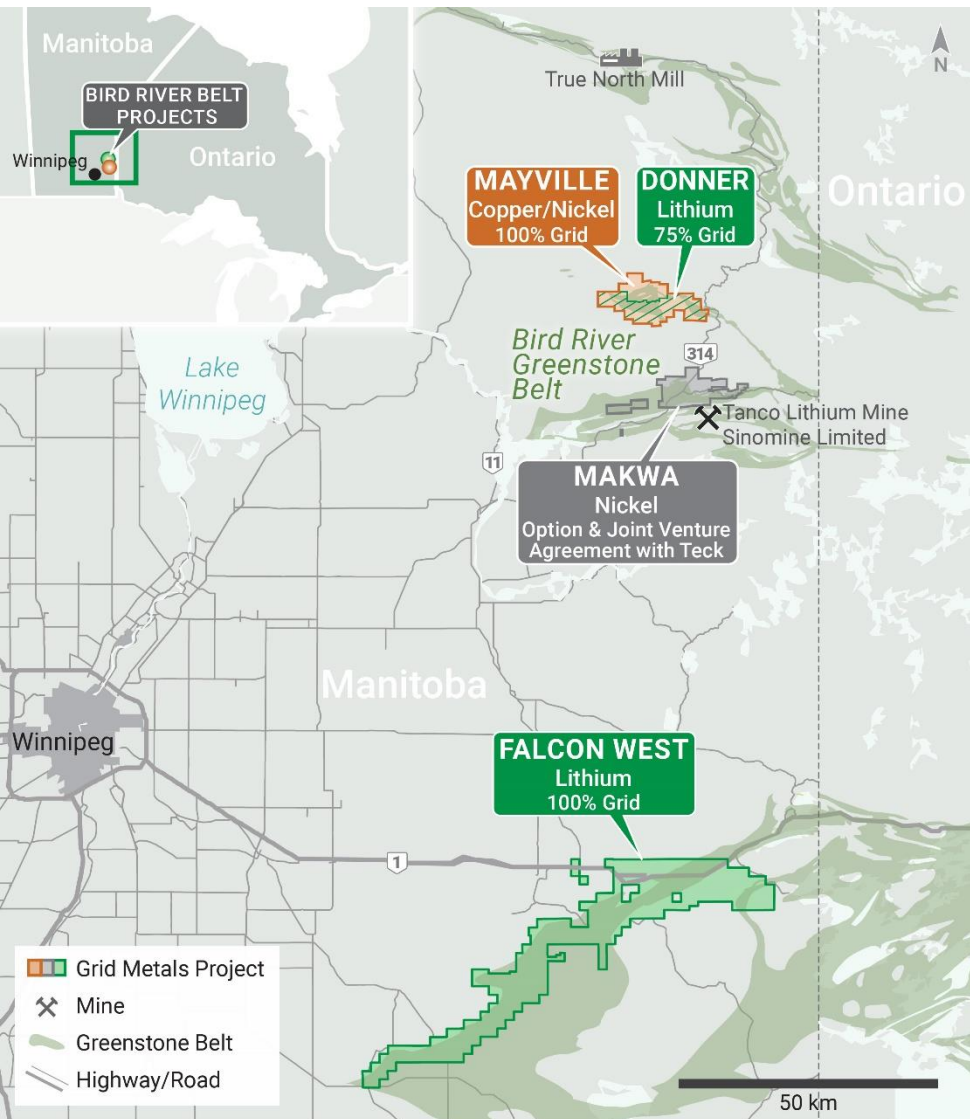 Manitoba
BIRD RIVER BELT
PROJECTS
Winnipeg
Ontario
True North Mill
N
MAYVILLE
Copper/Nickel
100% Grid
DONNER
Lithium
75% Grid
Ontario
Bird River
Greenstone
Belt
314
Lake
Winnipeg
Tanco Lithium Mine
Sinomine Limited
11
MAKWA
Nickel
Option & Joint Venture
Agreement with Teck
Manitoba
Winnipeg
FALCON WEST
Lithium
100% Grid
1
Grid Metals Project
Mine
Greenstone Belt
Highway/Road
50 km